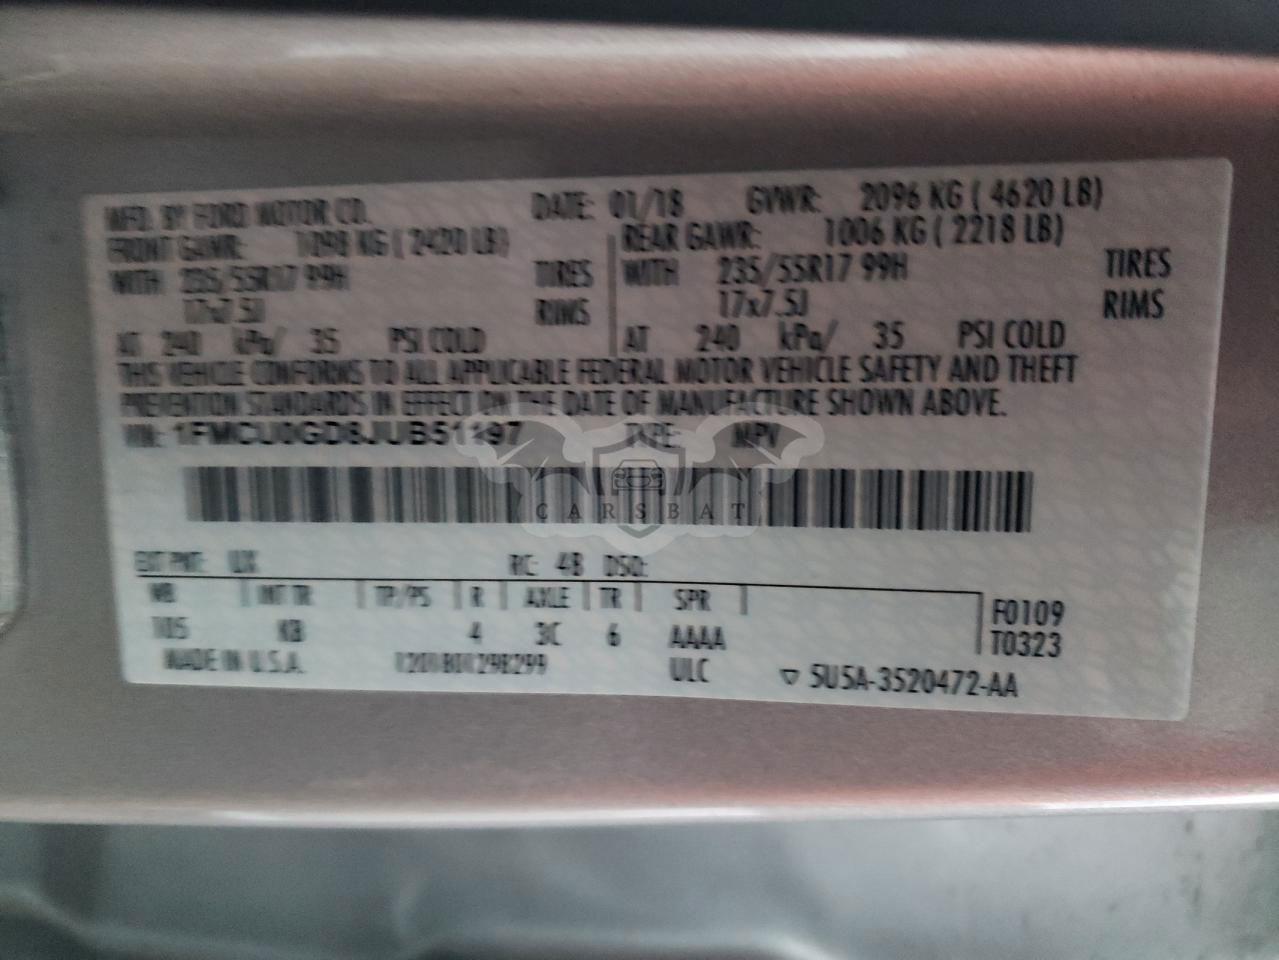 MFD. BY FORD MOTOR CO. DATE: 01/18 GVWR: 2096 KG ( 4620 LB)
FRONT GAWR: 1098 KG ( 2420 LB) REAR GAWR: 1006 KG ( 2218 LB)
WITH 235/55R17 99H TIRES WITH 235/55R17 99H TIRES
17x7.5J RIMS 17x7.5J RIMS
AT 240 kPa/ 35 PSI COLD AT 240 kPa/ 35 PSI COLD
THIS VEHICLE CONFORMS TO ALL APPLICABLE FEDERAL MOTOR VEHICLE SAFETY AND THEFT
PREVENTION STANDARDS IN EFFECT ON THE DATE OF MANUFACTURE SHOWN ABOVE.
VIN: TYPE: MPV
CARSBAT
EXT PNT: UX RC: 48 DSO:
WB INT TR TP/PS R AXLE TR SPR F0109
105 KB 4 3C 6 AAAA T0323
MADE IN U.S.A. ULC ▽ 5U5A-3520472-AA